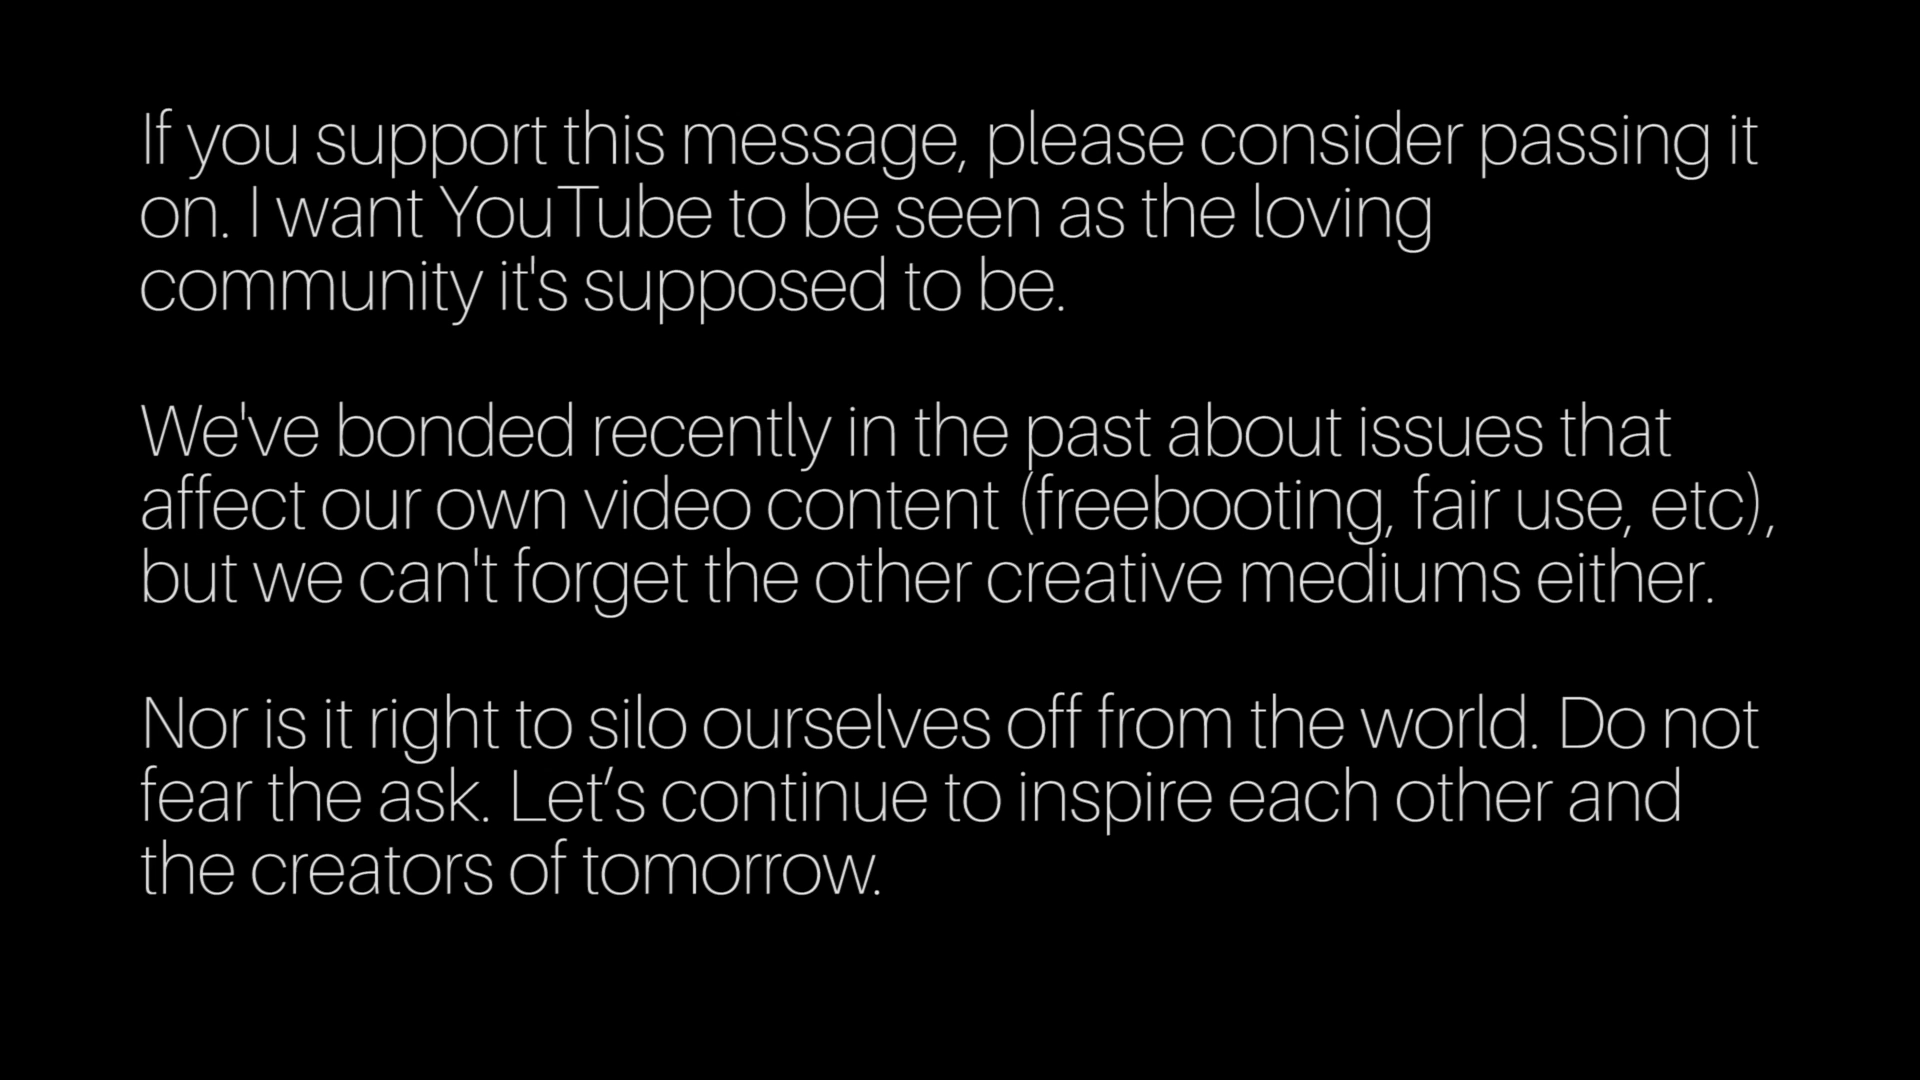 If you support this message, please consider passing it
on. I want YouTube to be seen as the loving
community it's supposed to be.
We've bonded recently in the past about issues that
affect our own video content (freebooting, fair use, etc),
but we can't forget the other creative mediums either.
Nor is it right to silo ourselves off from the world. Do not
fear the ask. Let’s continue to inspire each other and
the creators of tomorrow.